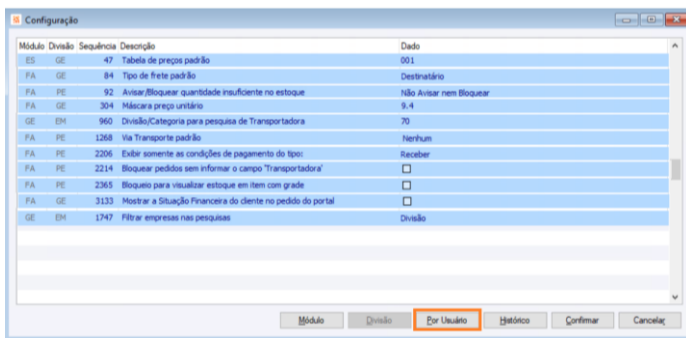 Configuração
Módulo Divisão Sequência Descrição Dado
ES GE 47 Tabela de preços padrão 001
FA GE 84 Tipo de frete padrão Destinatário
FA PE 92 Avisar/Bloquear quantidade insuficiente no estoque Não Avisar nem Bloquear
FA GE 304 Máscara preço unitário 9.4
GE EM 960 Divisão/Categoria para pesquisa de Transportadora 70
FA PE 1268 Via Transporte padrão Nenhum
FA PE 2206 Exibir somente as condições de pagamento do tipo: Receber
FA PE 2214 Bloquear pedidos sem informar o campo 'Transportadora'
FA PE 2365 Bloqueio para visualizar estoque em item com grade
FA GE 3133 Mostrar a Situação Financeira do cliente no pedido do portal
GE EM 1747 Filtrar empresas nas pesquisas Divisão
Módulo Divisão Por Usuário Histórico Confirmar Cancelar